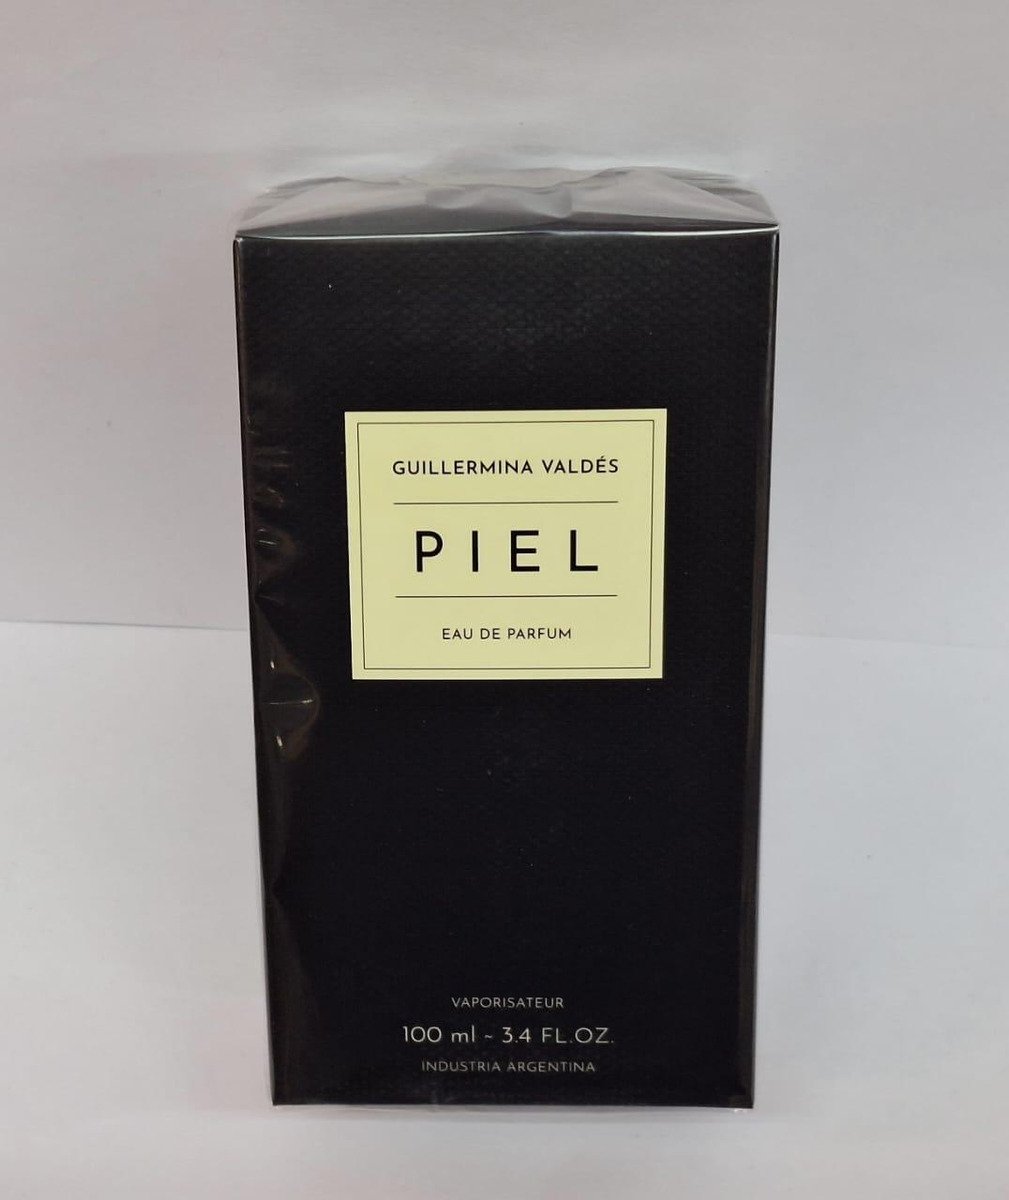 GUILLERMINA VALDÉS
PIEL
EAU DE PARFUM
VAPORISATEUR
100 ml ~ 3.4 FL.OZ.
INDUSTRIA ARGENTINA